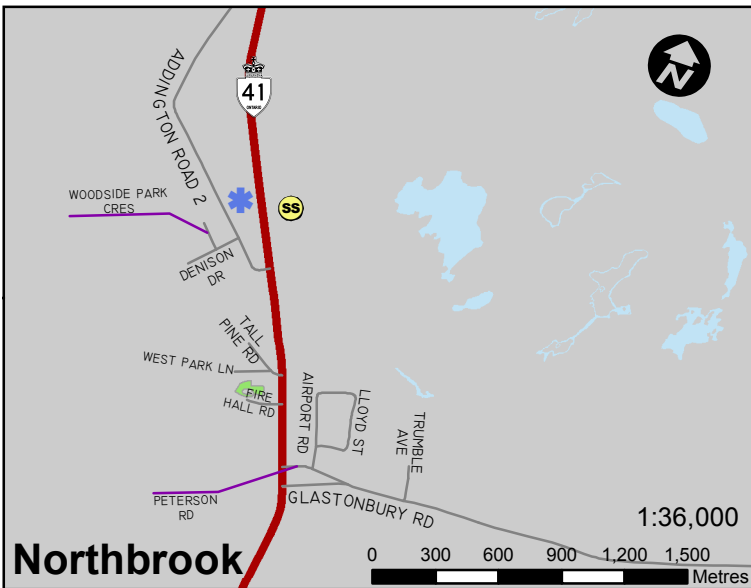 N
41
ONTARIO
ADDINGTON ROAD 2
WOODSIDE PARK
CRES
SS
DENISON
DR
TALL
PINE RD
WEST PARK LN
FIRE
HALL RD
AIRPORT RD
LLOYD ST
TRUMBLE
AVE
PETERSON
RD
GLASTONBURY RD
1:36,000
Northbrook
0 300 600 900 1,200 1,500
Metres